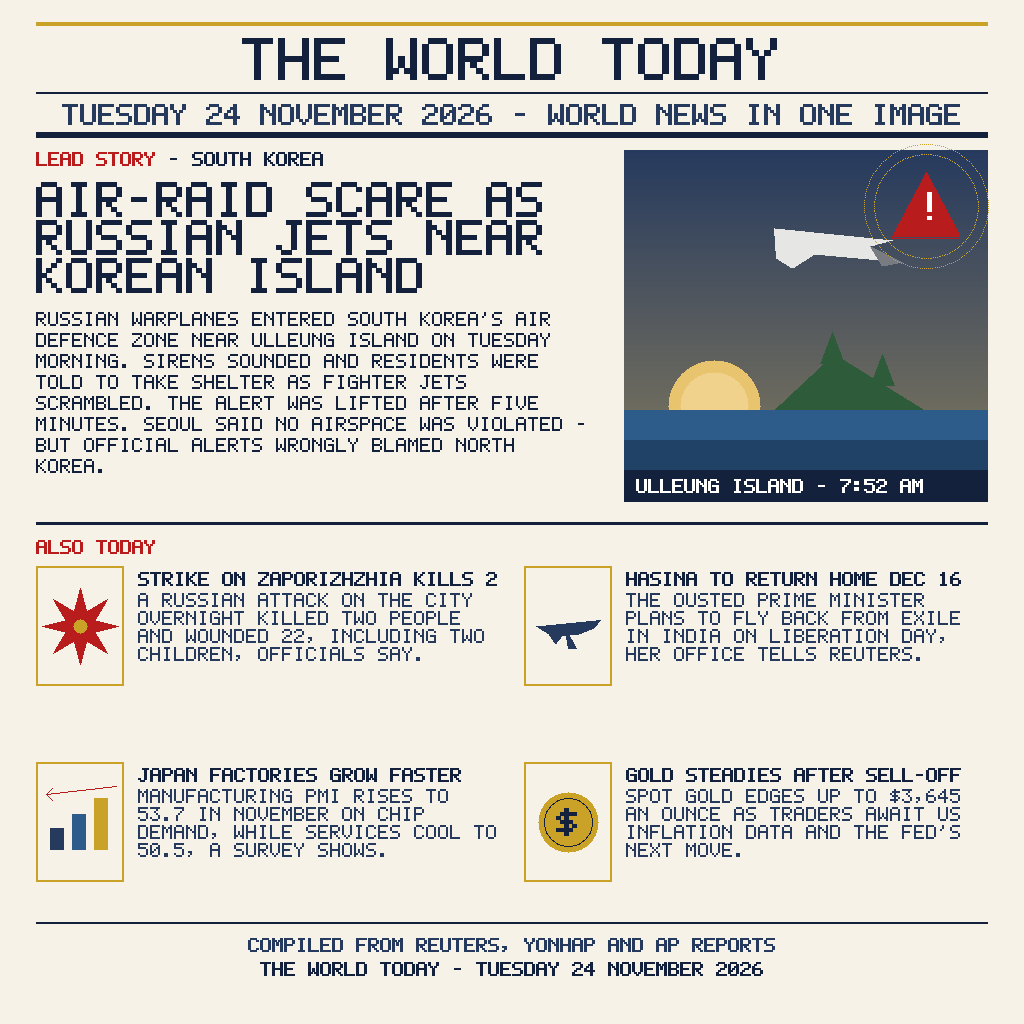 THE WORLD TODAY
TUESDAY 24 NOVEMBER 2026 - WORLD NEWS IN ONE IMAGE
LEAD STORY - SOUTH KOREA
AIR-RAID SCARE AS
RUSSIAN JETS NEAR
KOREAN ISLAND
RUSSIAN WARPLANES ENTERED SOUTH KOREA'S AIR
DEFENCE ZONE NEAR ULLEUNG ISLAND ON TUESDAY
MORNING. SIRENS SOUNDED AND RESIDENTS WERE
TOLD TO TAKE SHELTER AS FIGHTER JETS
SCRAMBLED. THE ALERT WAS LIFTED AFTER FIVE
MINUTES. SEOUL SAID NO AIRSPACE WAS VIOLATED -
BUT OFFICIAL ALERTS WRONGLY BLAMED NORTH
KOREA.
!
ULLEUNG ISLAND - 7:52 AM
ALSO TODAY
STRIKE ON ZAPORIZHZHIA KILLS 2
A RUSSIAN ATTACK ON THE CITY
OVERNIGHT KILLED TWO PEOPLE
AND WOUNDED 22, INCLUDING TWO
CHILDREN, OFFICIALS SAY.
HASINA TO RETURN HOME DEC 16
THE OUSTED PRIME MINISTER
PLANS TO FLY BACK FROM EXILE
IN INDIA ON LIBERATION DAY,
HER OFFICE TELLS REUTERS.
JAPAN FACTORIES GROW FASTER
MANUFACTURING PMI RISES TO
53.7 IN NOVEMBER ON CHIP
DEMAND, WHILE SERVICES COOL TO
50.5, A SURVEY SHOWS.
$
GOLD STEADIES AFTER SELL-OFF
SPOT GOLD EDGES UP TO $3,645
AN OUNCE AS TRADERS AWAIT US
INFLATION DATA AND THE FED'S
NEXT MOVE.
COMPILED FROM REUTERS, YONHAP AND AP REPORTS
THE WORLD TODAY - TUESDAY 24 NOVEMBER 2026